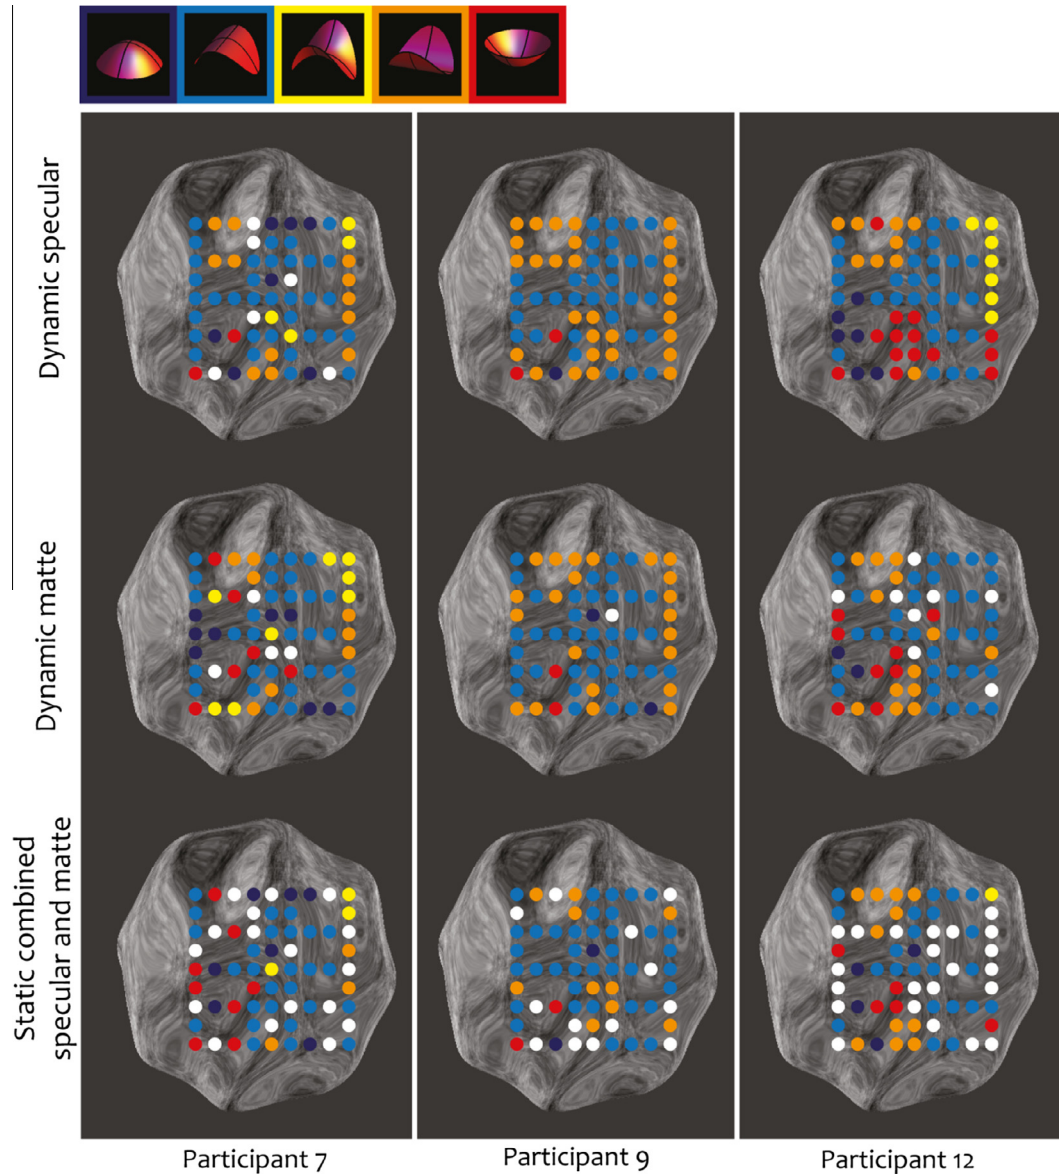 Dynamic specular
Dynamic matte
Static combined
specular and matte
Participant 7
Participant 9
Participant 12